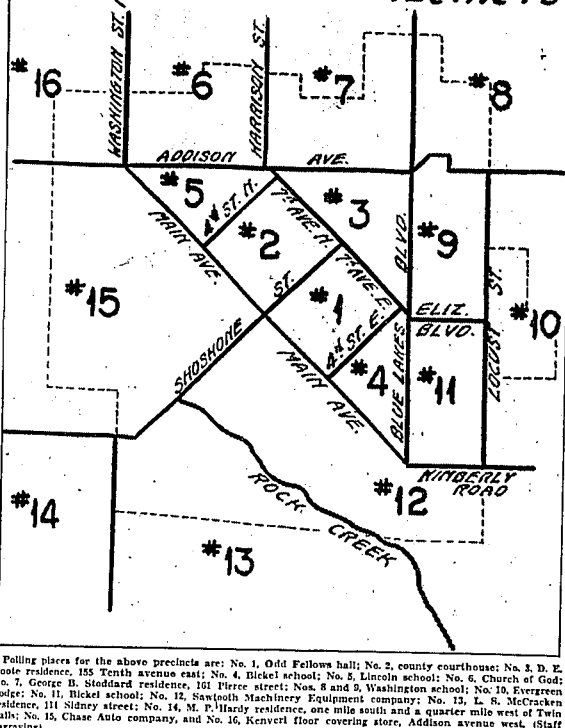 WASHINGTON ST.
HARRISON ST.
#16
#6
#7
#8
ADDISON AVE.
#5
4th ST. N.
7th AVE. N.
#3
BLVD.
#2
#9
MAIN AVE.
ST.
7th AVE. E.
#15
#1
ELIZ.
BLVD.
LOCUST ST.
#10
SHOSHONE
4th ST. E.
MAIN AVE.
#4
BLUE LAKES
#11
KIMBERLY
ROAD
#12
#14
ROCK CREEK
#13
Polling places for the above precincts are: No. 1, Odd Fellows hall; No. 2, county courthouse; No. 3, D. E.
residence, 155 Tenth avenue east; No. 4, Bickel school; No. 5, Lincoln school; No. 6, Church of God;
No. 7, George B. Stoddard residence, 161 Pierce street; Nos. 8 and 9, Washington school; No. 10, Evergreen
lodge; No. 11, Bickel school; No. 12, Sawtooth Machinery Equipment company; No. 13, L. S. McCracken
residence, 111 Sidney street; No. 14, M. P. Hardy residence, one mile south and a quarter mile west of Twin
Falls; No. 15, Chase Auto company, and No. 16, Kenyerl floor covering store, Addison avenue west. (Staff